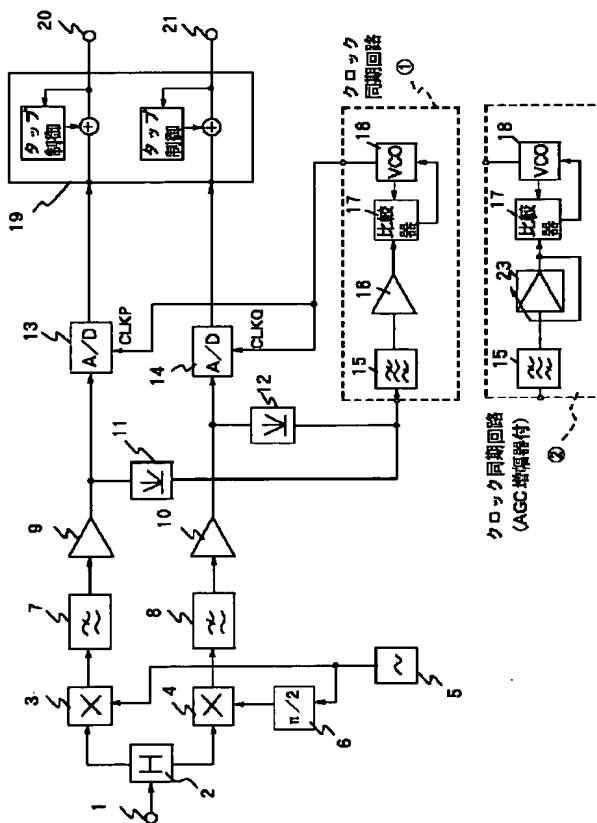 1
2
H
3
4
5
6
π/2
7
8
9
10
11
12
13
A/D
CLKP
14
A/D
CLKQ
19
タップ
制御
タップ
制御
20
21
クロック
同期回路
①
15
16
17
比較
器
18
VCO
クロック同期回路
(AGC増幅器付)
②
15
23
17
比較
器
18
VCO